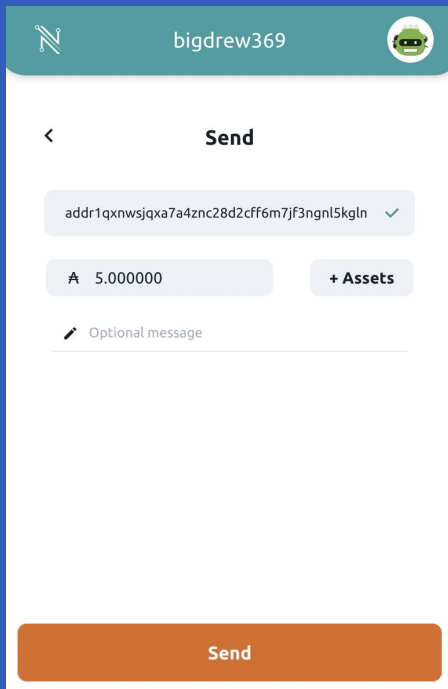 bigdrew369
Send
addr1qxnwsjqxa7a4znc28d2cff6m7jf3ngnl5kgln
₳ 5.000000
+ Assets
Optional message
Send